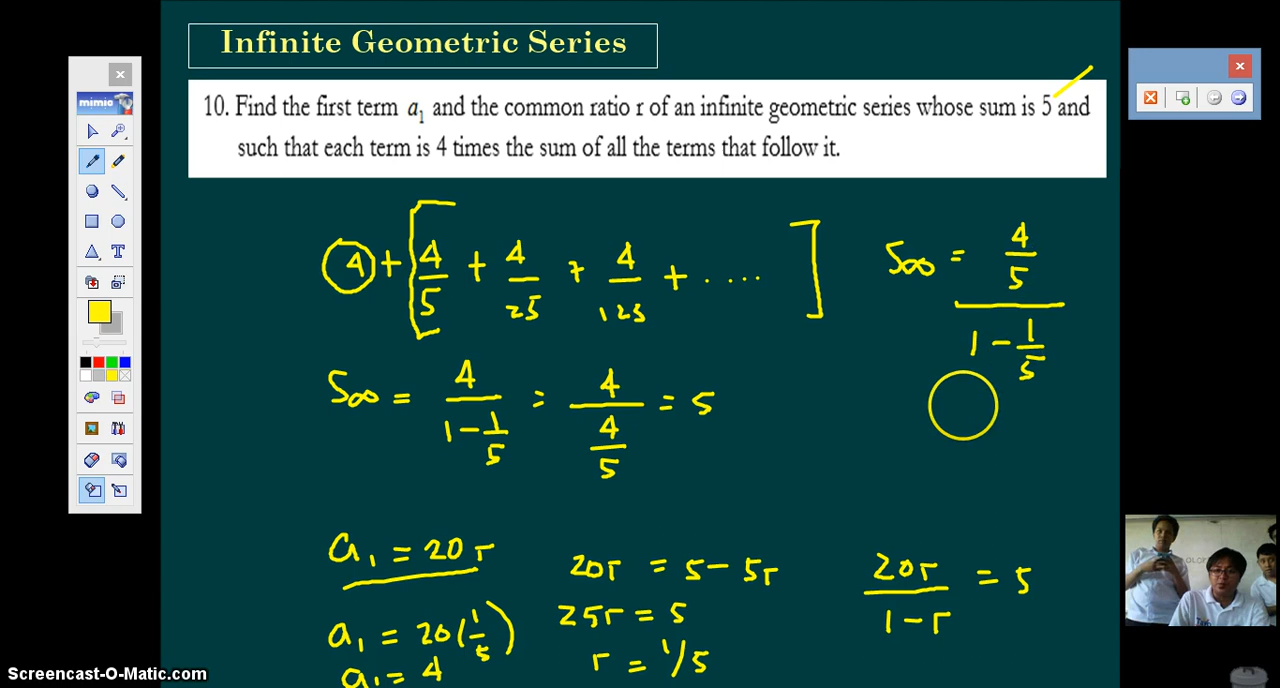 Infinite Geometric Series
10. Find the first term a₁ and the common ratio r of an infinite geometric series whose sum is 5 and
such that each term is 4 times the sum of all the terms that follow it.
mimio
4 + [ 4/5 + 4/25 + 4/125 + .... ]
S∞ = 4/5 / 1 - 1/5
S∞ = 4 / 1 - 1/5 = 4 / 4/5 = 5
a₁ = 20r
a₁ = 20(1/5)
a₁ = 4
20r = 5 - 5r
25r = 5
r = 1/5
20r / 1 - r = 5
Screencast-O-Matic.com